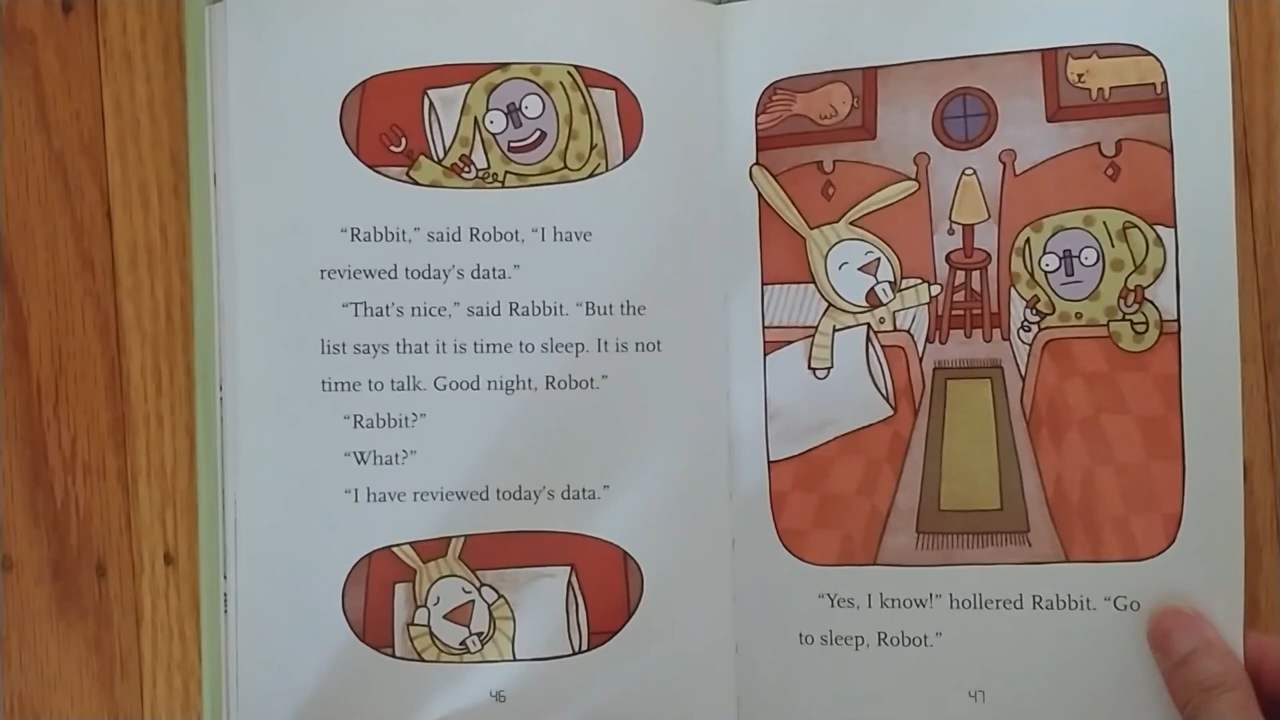 “Rabbit,” said Robot, “I have
reviewed today’s data.”
“That’s nice,” said Rabbit. “But the
list says that it is time to sleep. It is not
time to talk. Good night, Robot.”
“Rabbit?”
“What?”
“I have reviewed today’s data.”
46
“Yes, I know!” hollered Rabbit. “Go
to sleep, Robot.”
47